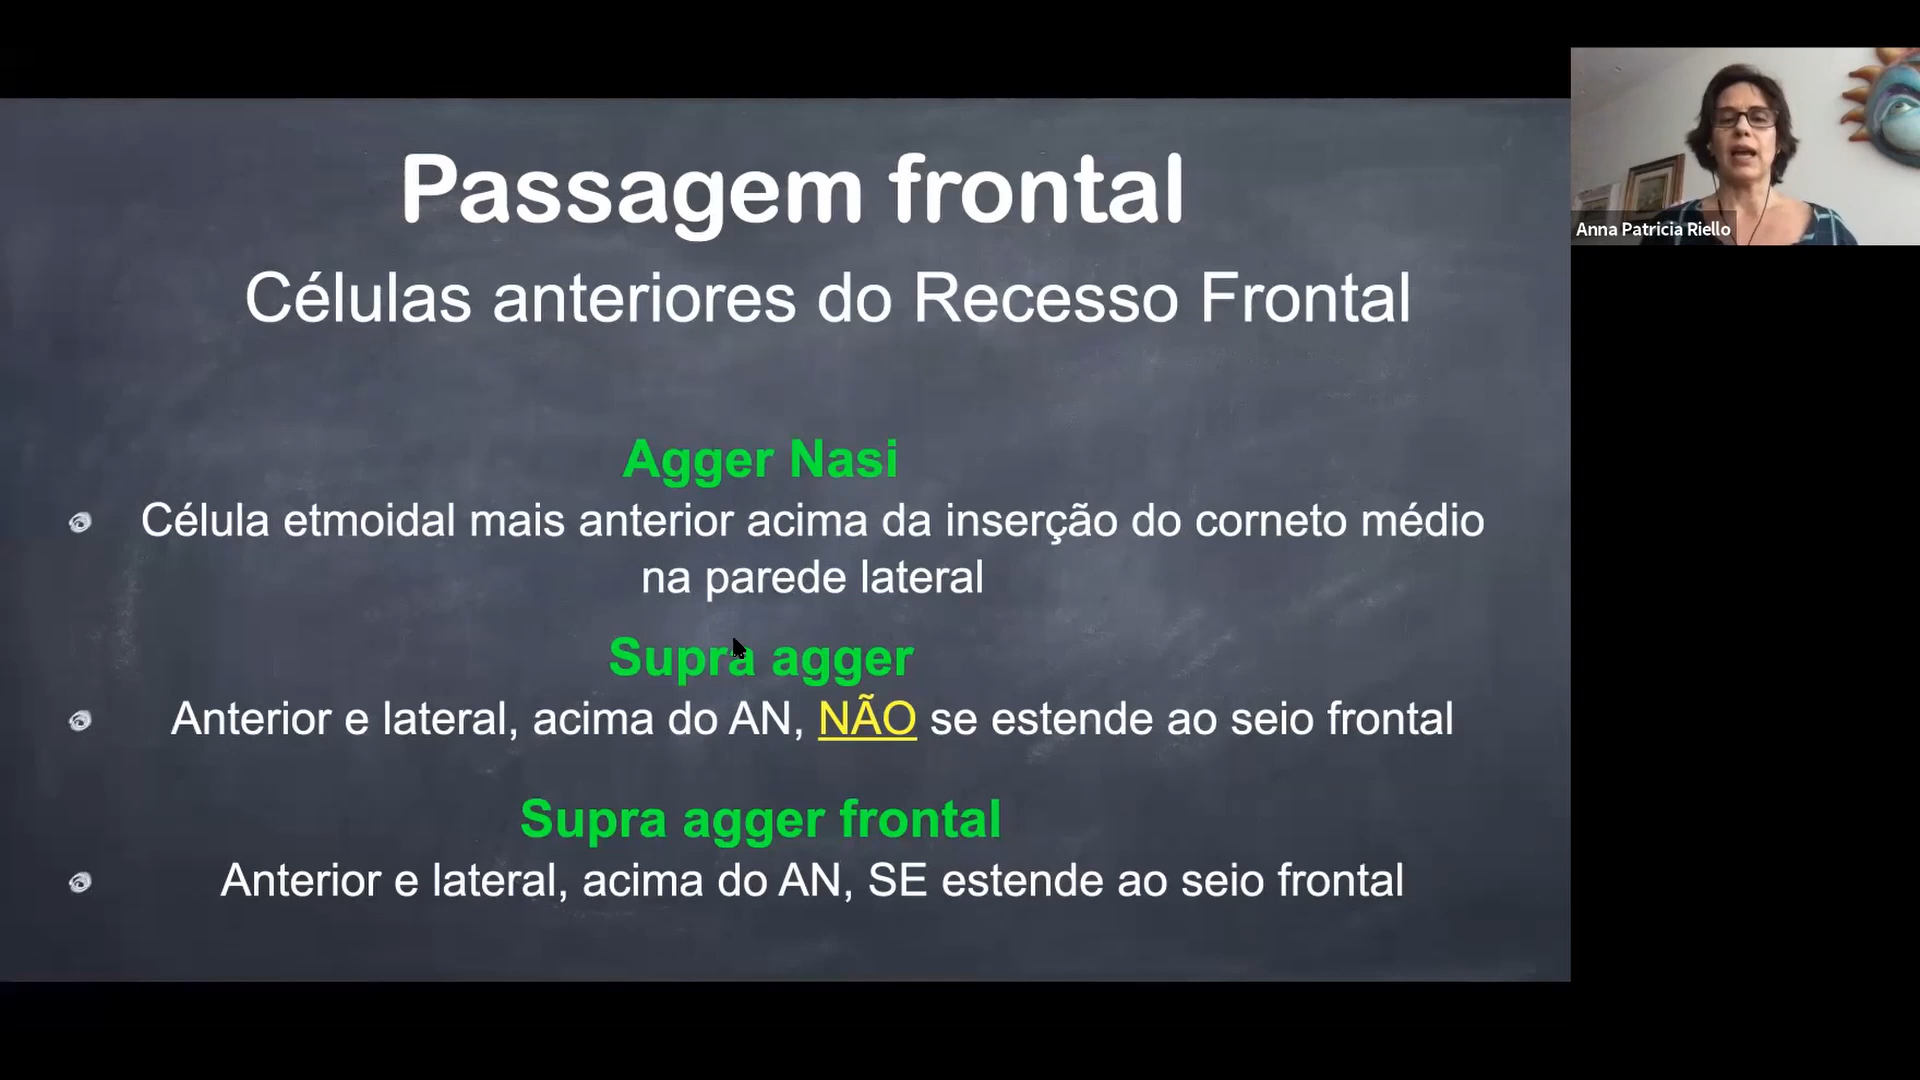 Passagem frontal
Células anteriores do Recesso Frontal
Agger Nasi
Célula etmoidal mais anterior acima da inserção do corneto médio
na parede lateral
Supra agger
Anterior e lateral, acima do AN, NÃO se estende ao seio frontal
Supra agger frontal
Anterior e lateral, acima do AN, SE estende ao seio frontal
Anna Patricia Riello